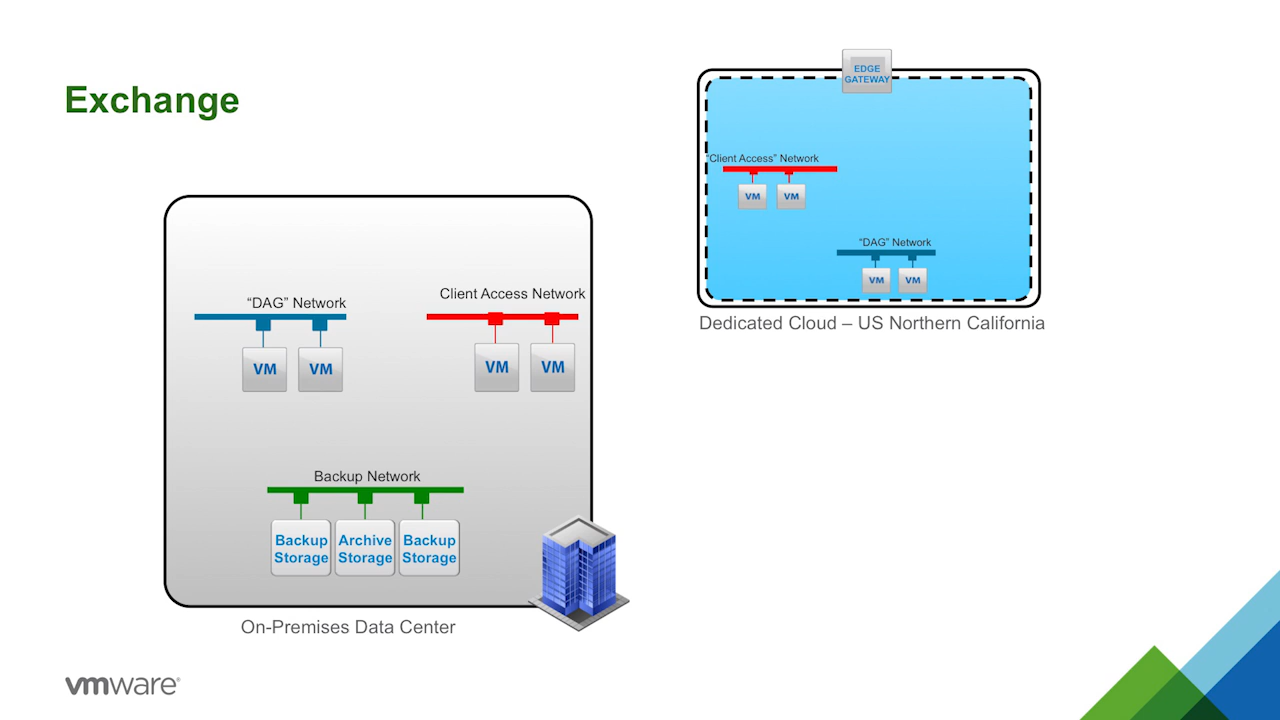 Exchange
EDGE
GATEWAY
“Client Access” Network
VM VM
“DAG” Network
VM VM
Dedicated Cloud – US Northern California
“DAG” Network
VM VM
Client Access Network
VM VM
Backup Network
Backup
Storage
Archive
Storage
Backup
Storage
On-Premises Data Center
vmware®